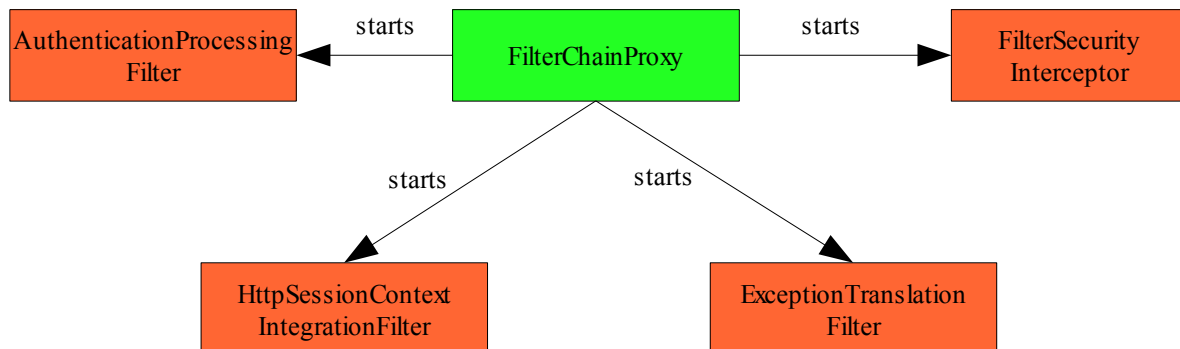 starts
starts
AuthenticationProcessing
Filter
FilterChainProxy
FilterSecurity
Interceptor
starts
starts
HttpSessionContext
IntegrationFilter
ExceptionTranslation
Filter